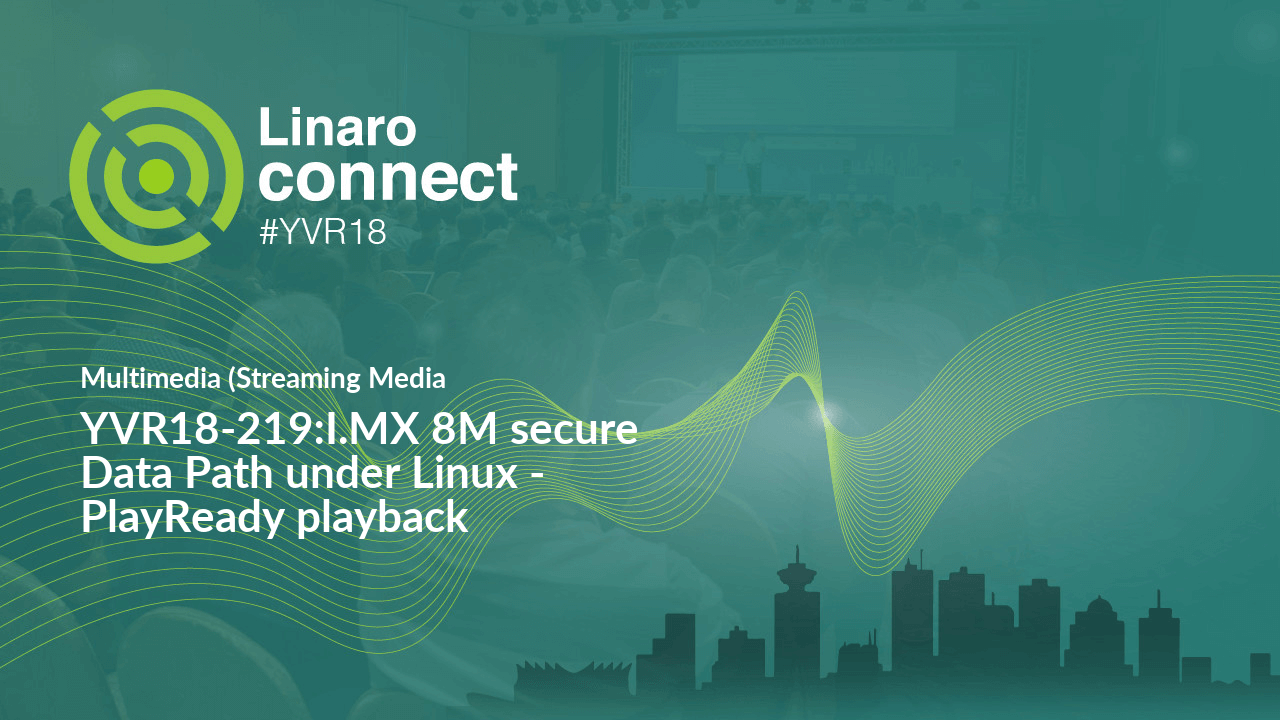 Linaro
connect
#YVR18
Multimedia (Streaming Media
YVR18-219:I.MX 8M secure
Data Path under Linux -
PlayReady playback